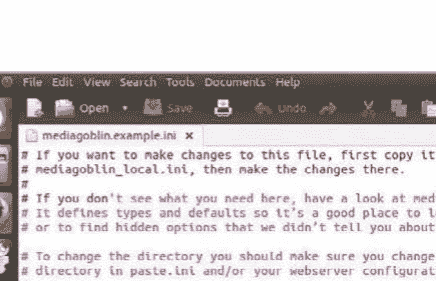 File Edit View Search Tools Documents Help
Open Save Undo
mediagoblin.example.ini ×
# If you want to make changes to this file, first copy it
# mediagoblin_local.ini, then make the changes there.
#
# If you don't see what you need here, have a look at med
# It defines types and defaults so it's a good place to l
# or to find hidden options that we didn't tell you about
# To change the directory you should make sure you change
# directory in paste.ini and/or your webserver configurat